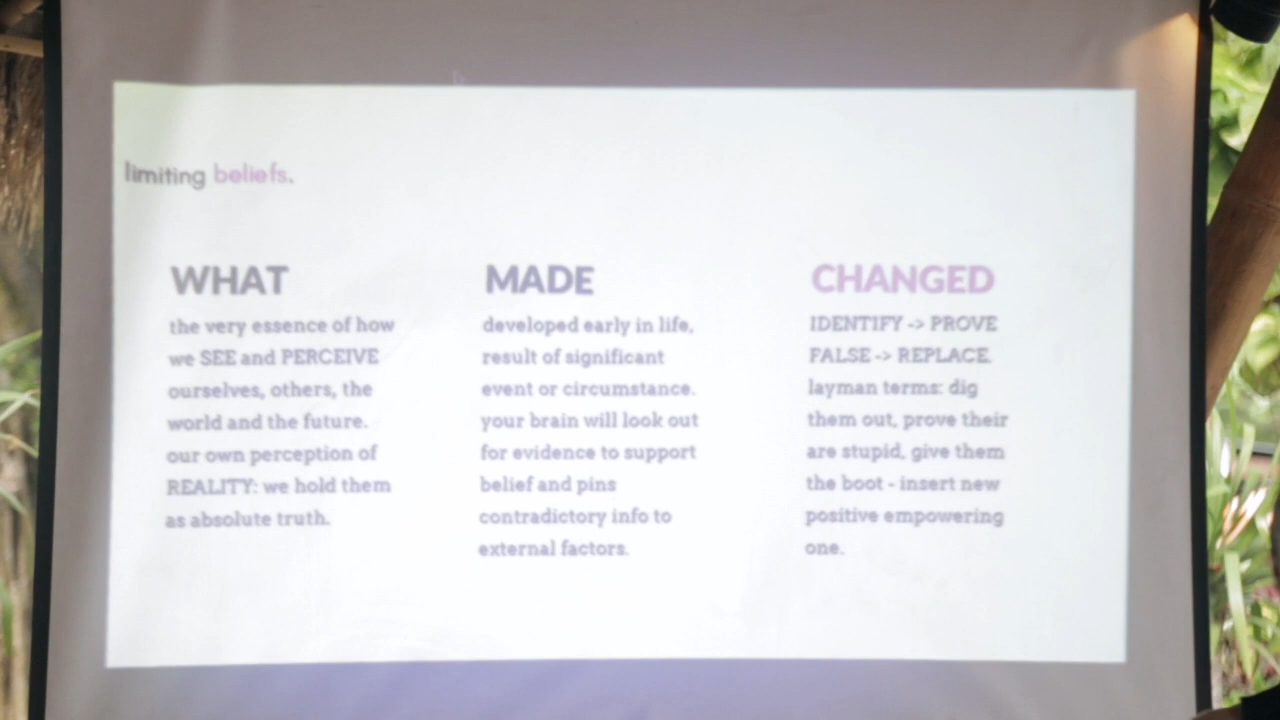 limiting beliefs.
WHAT
the very essence of how
we SEE and PERCEIVE
ourselves, others, the
world and the future.
our own perception of
REALITY: we hold them
as absolute truth.
MADE
developed early in life,
result of significant
event or circumstance.
your brain will look out
for evidence to support
belief and pins
contradictory info to
external factors.
CHANGED
IDENTIFY -> PROVE
FALSE -> REPLACE.
layman terms: dig
them out, prove their
are stupid, give them
the boot - insert new
positive empowering
one.